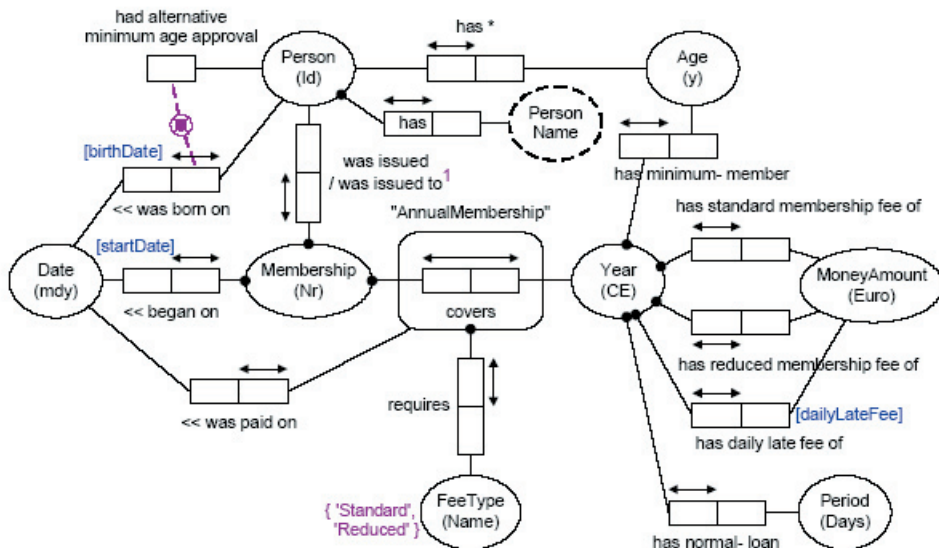 had alternative
minimum age approval
has *
Person
(Id)
Age
(y)
has
Person
Name
[birthDate]
was issued
/ was issued to 1
has minimum- member
<< was born on
"AnnualMembership"
has standard membership fee of
[startDate]
Date
(mdy)
Membership
(Nr)
Year
(CE)
MoneyAmount
(Euro)
<< began on
covers
has reduced membership fee of
requires
[dailyLateFee]
<< was paid on
has daily late fee of
{ 'Standard',
'Reduced' }
FeeType
(Name)
Period
(Days)
has normal- loan